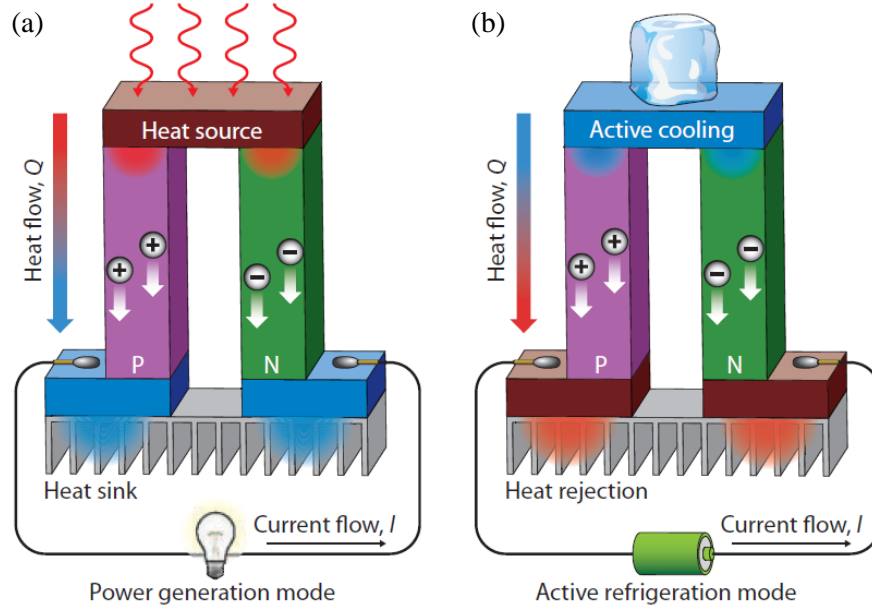 (a)
Heat source
Heat flow, Q
+
+
−
−
P
N
Heat sink
Current flow, I
Power generation mode
(b)
Active cooling
Heat flow, Q
+
+
−
−
P
N
Heat rejection
Current flow, I
Active refrigeration mode